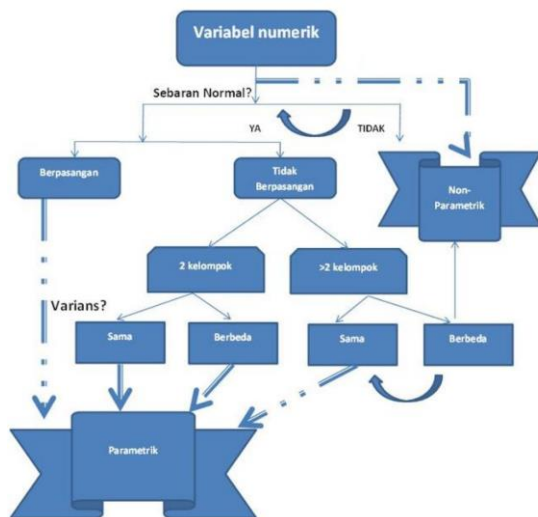 Variabel numerik
Sebaran Normal?
YA
TIDAK
Berpasangan
Tidak
Berpasangan
Non-
Parametrik
2 kelompok
>2 kelompok
Varians?
Sama
Berbeda
Sama
Berbeda
Parametrik